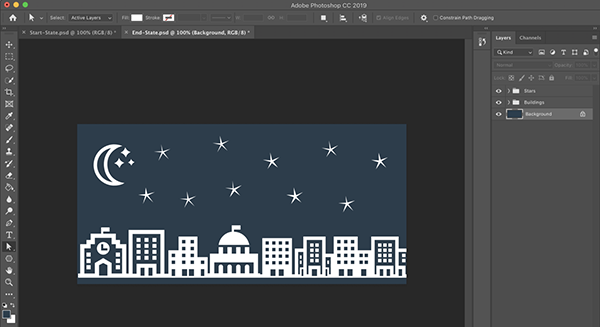 Adobe Photoshop CC 2019
Select: Active Layers Fill: Stroke: Align Edges Constrain Path Dragging
Start-State.psd @ 100% (RGB/8) * End-State.psd @ 100% (Background, RGB/8) *
Layers Channels
Kind
Normal Opacity:
Lock: Fill:
Stars
Buildings
Background